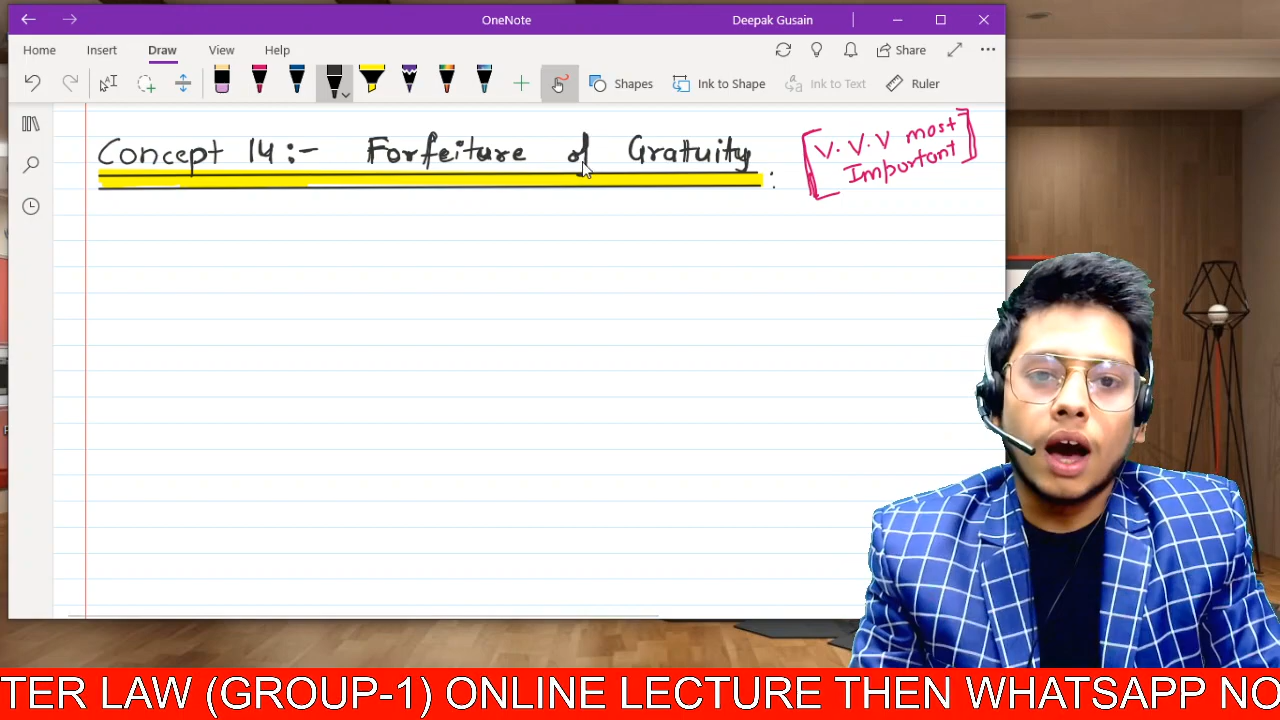 OneNote
Deepak Gusain
Home Insert Draw View Help
Share
Shapes Ink to Shape Ink to Text Ruler
Concept 14:- Forfeiture of Gratuity :
[V. V. V most
Important]
TER LAW (GROUP-1) ONLINE LECTURE THEN WHATSAPP NO